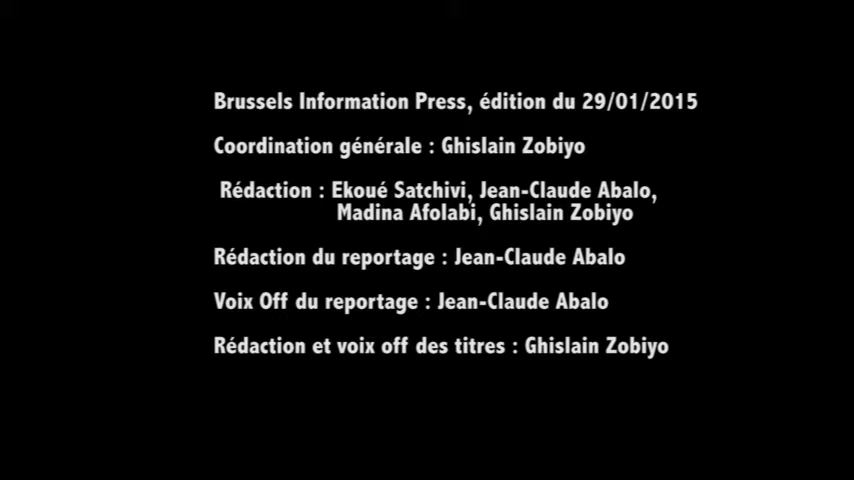 Brussels Information Press, édition du 29/01/2015
Coordination générale : Ghislain Zobiyo
Rédaction : Ekoué Satchivi, Jean-Claude Abalo,
Madina Afolabi, Ghislain Zobiyo
Rédaction du reportage : Jean-Claude Abalo
Voix Off du reportage : Jean-Claude Abalo
Rédaction et voix off des titres : Ghislain Zobiyo